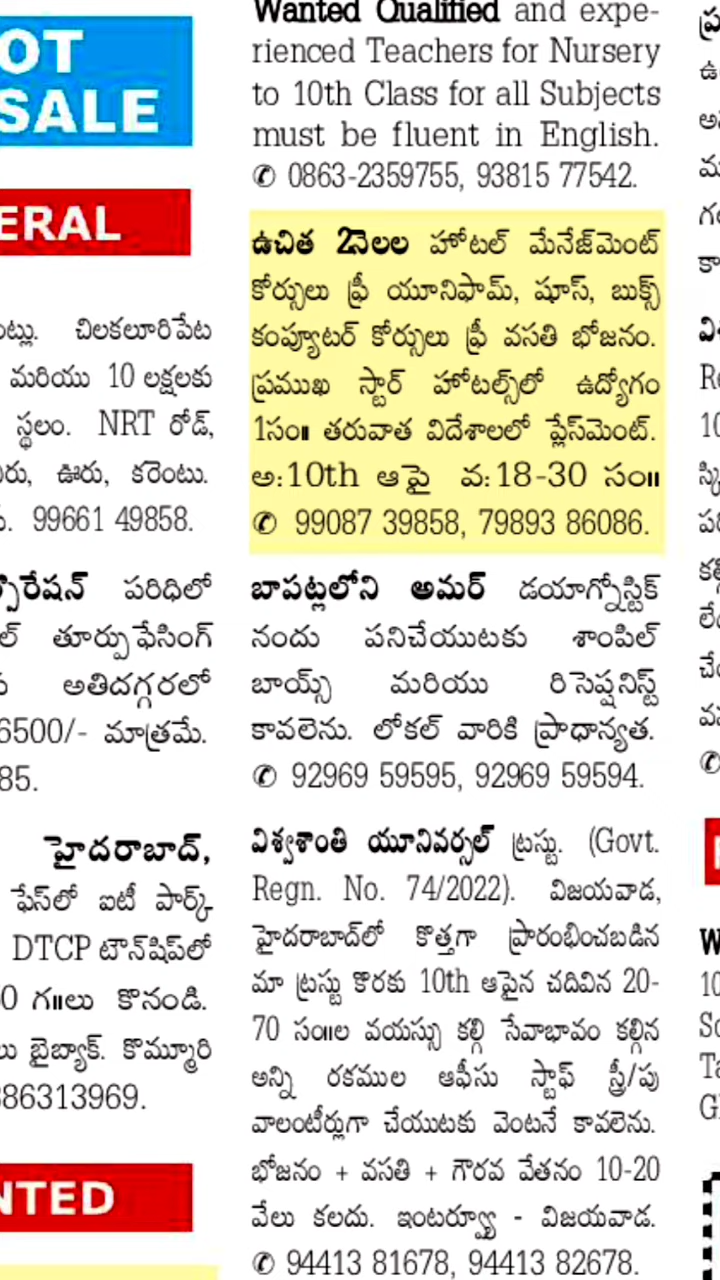 OT
SALE
ERAL
ంట్లు. చిలకలూరిపేట
మరియు 10 లక్షలకు
స్థలం. NRT రోడ్,
ఊరు, కరెంటు.
99661 49858.
పరిధిలో
తూర్పుఫేసింగ్
అతిదగ్గరలో
6500/- మాత్రమే.
85.
హైదరాబాద్,
ఫేస్‌లో ఐటీ పార్క్
DTCP టౌన్‌షిప్‌లో
0 గ॥లు కొనండి.
బైబ్యాక్. కొమ్మూరి
86313969.
NTED
Wanted Qualified and expe-
rienced Teachers for Nursery
to 10th Class for all Subjects
must be fluent in English.
✆ 0863-2359755, 93815 77542.
ఉచిత 2నెలల హోటల్ మేనేజ్‌మెంట్
కోర్సులు ఫ్రీ యూనిఫామ్, షూస్, బుక్స్
కంప్యూటర్ కోర్సులు ఫ్రీ వసతి భోజనం.
ప్రముఖ స్టార్ హోటల్స్‌లో ఉద్యోగం
1సం॥ తరువాత విదేశాలలో ప్లేస్‌మెంట్.
అ:10th ఆపై వ:18-30 సం॥
✆ 99087 39858, 79893 86086.
బాపట్లలోని అమర్ డయాగ్నోస్టిక్
నందు పనిచేయుటకు శాంపిల్
బాయ్స్ మరియు రిసెప్షనిస్ట్
కావలెను. లోకల్ వారికి ప్రాధాన్యత.
✆ 92969 59595, 92969 59594.
విశ్వశాంతి యూనివర్సల్ ట్రస్టు. (Govt.
Regn. No. 74/2022). విజయవాడ,
హైదరాబాద్‌లో కొత్తగా ప్రారంభించబడిన
మా ట్రస్టు కొరకు 10th ఆపైన చదివిన 20-
70 సం॥ల వయస్సు కల్గి సేవాభావం కల్గిన
అన్ని రకముల ఆఫీసు స్టాఫ్ స్త్రీ/పు
వాలంటీర్లుగా చేయుటకు వెంటనే కావలెను.
భోజనం + వసతి + గౌరవ వేతనం 10-20
వేలు కలదు. ఇంటర్వ్యూ - విజయవాడ.
✆ 94413 81678, 94413 82678.